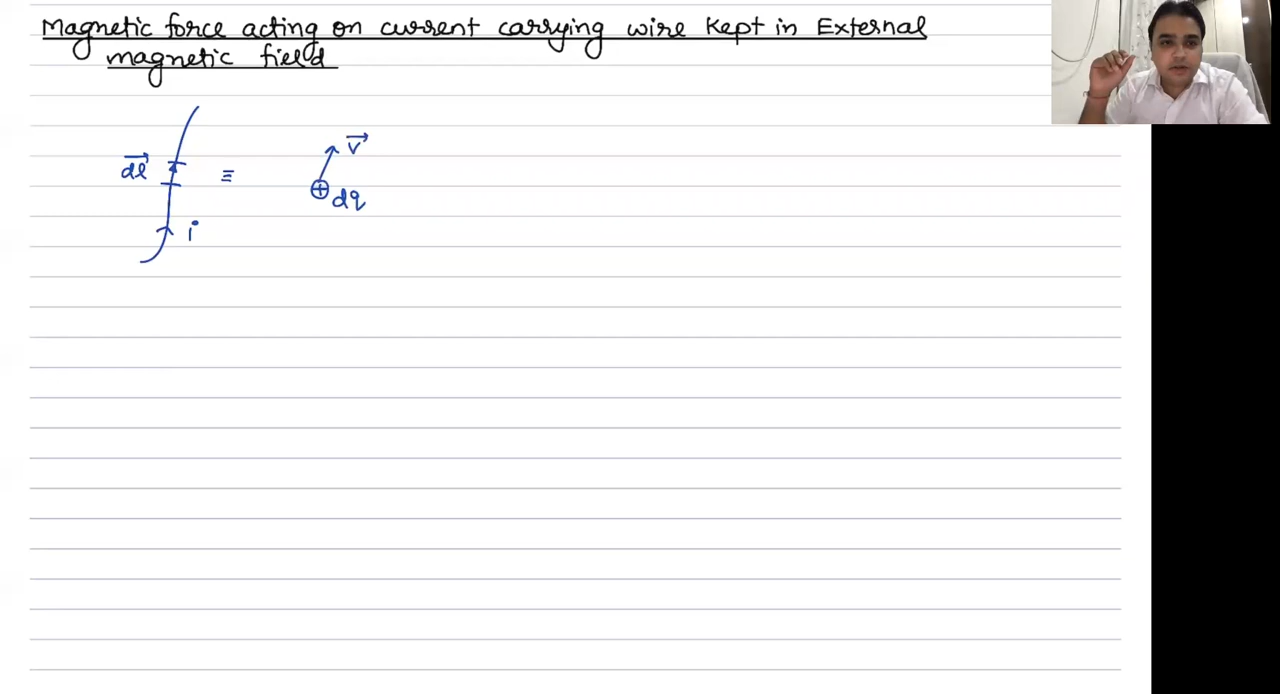 Magnetic force acting on current carrying wire kept in External
magnetic field
v⃗
dl⃗ ≡
dq
i